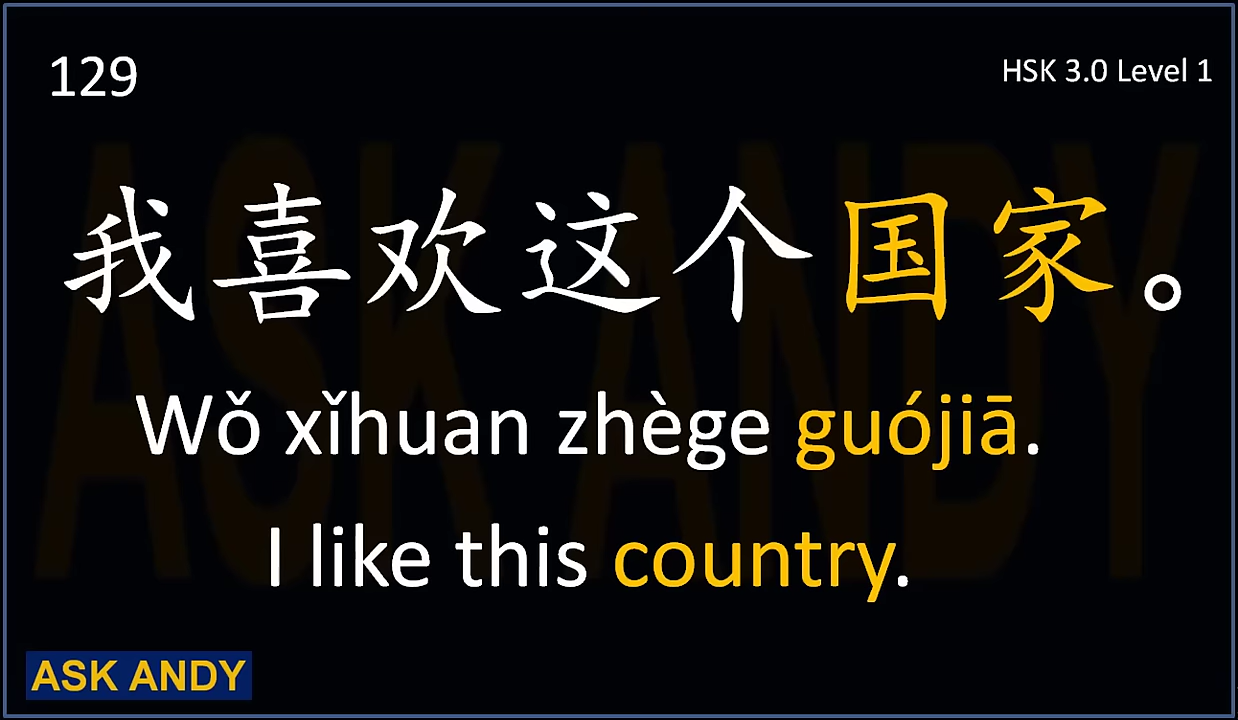 129
HSK 3.0 Level 1
我喜欢这个国家。
Wǒ xǐhuan zhège guójiā.
I like this country.
ASK ANDY
ASK ANDY